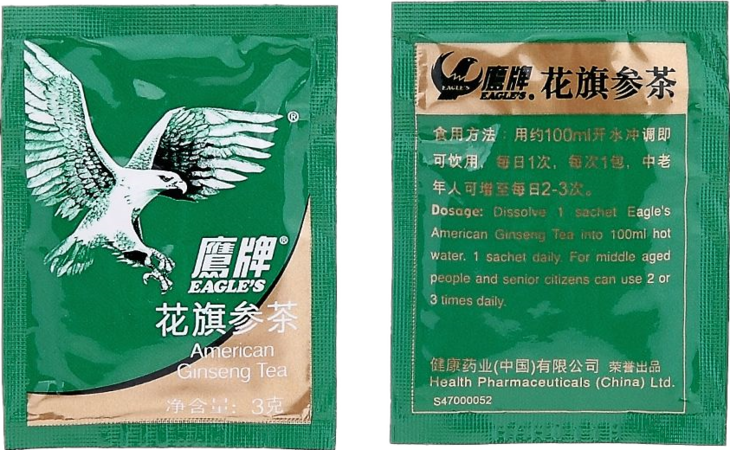 ®
鹰牌®
EAGLE'S
花旗参茶
American
Ginseng Tea
净含量: 3克
EAGLE'S 鹰牌 EAGLE'S. 花旗参茶
食用方法: 用约100ml开水冲调即
可饮用, 每日1次, 每次1包, 中老
年人可增至每日2-3次。
Dosage: Dissolve 1 sachet Eagle's
American Ginseng Tea into 100ml hot
water. 1 sachet daily. For middle aged
people and senior citizens can use 2 or
3 times daily.
健康药业(中国)有限公司 荣誉出品
Health Pharmaceuticals (China) Ltd.
S47000052